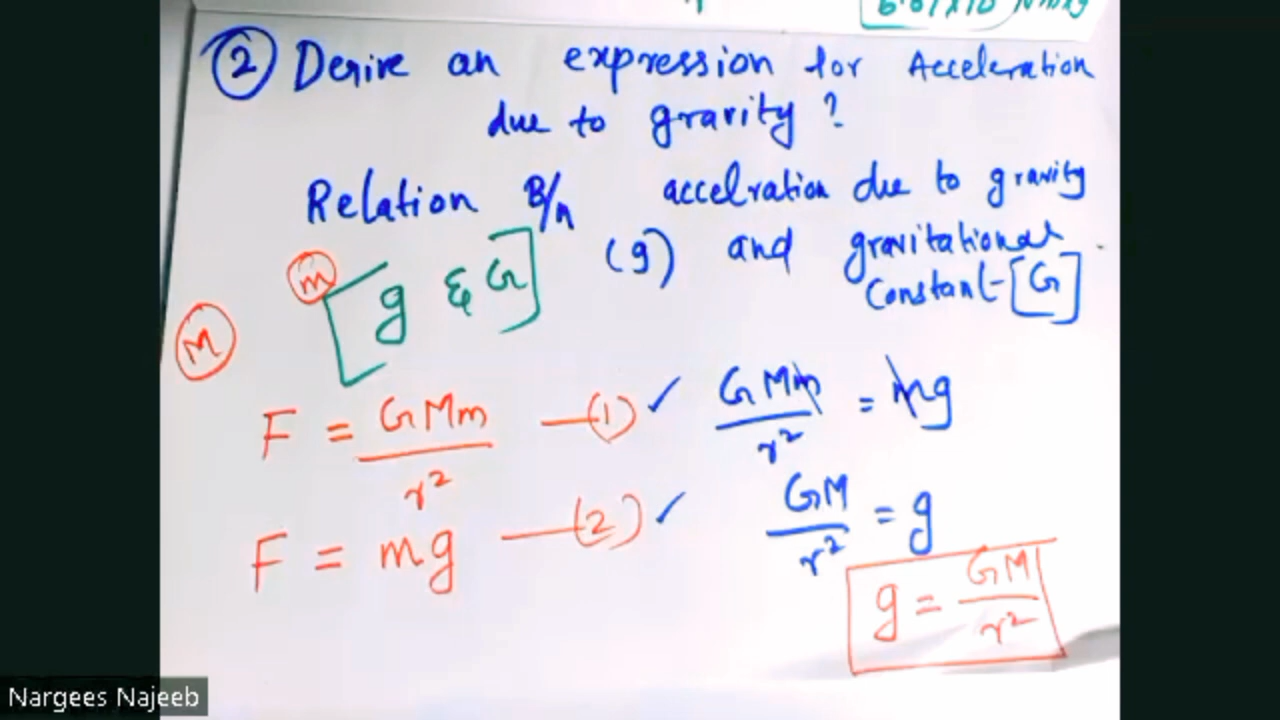 ② Derive an expression for Acceleration
due to gravity ?
Relation B/n accelration due to gravity
(g) and gravitational
Constant [G]
m
[g & G]
M
F = GMm/r² —(1) ✓
F = mg —(2) ✓
GMm/r² = mg
GM/r² = g
g = GM/r²
Nargees Najeeb